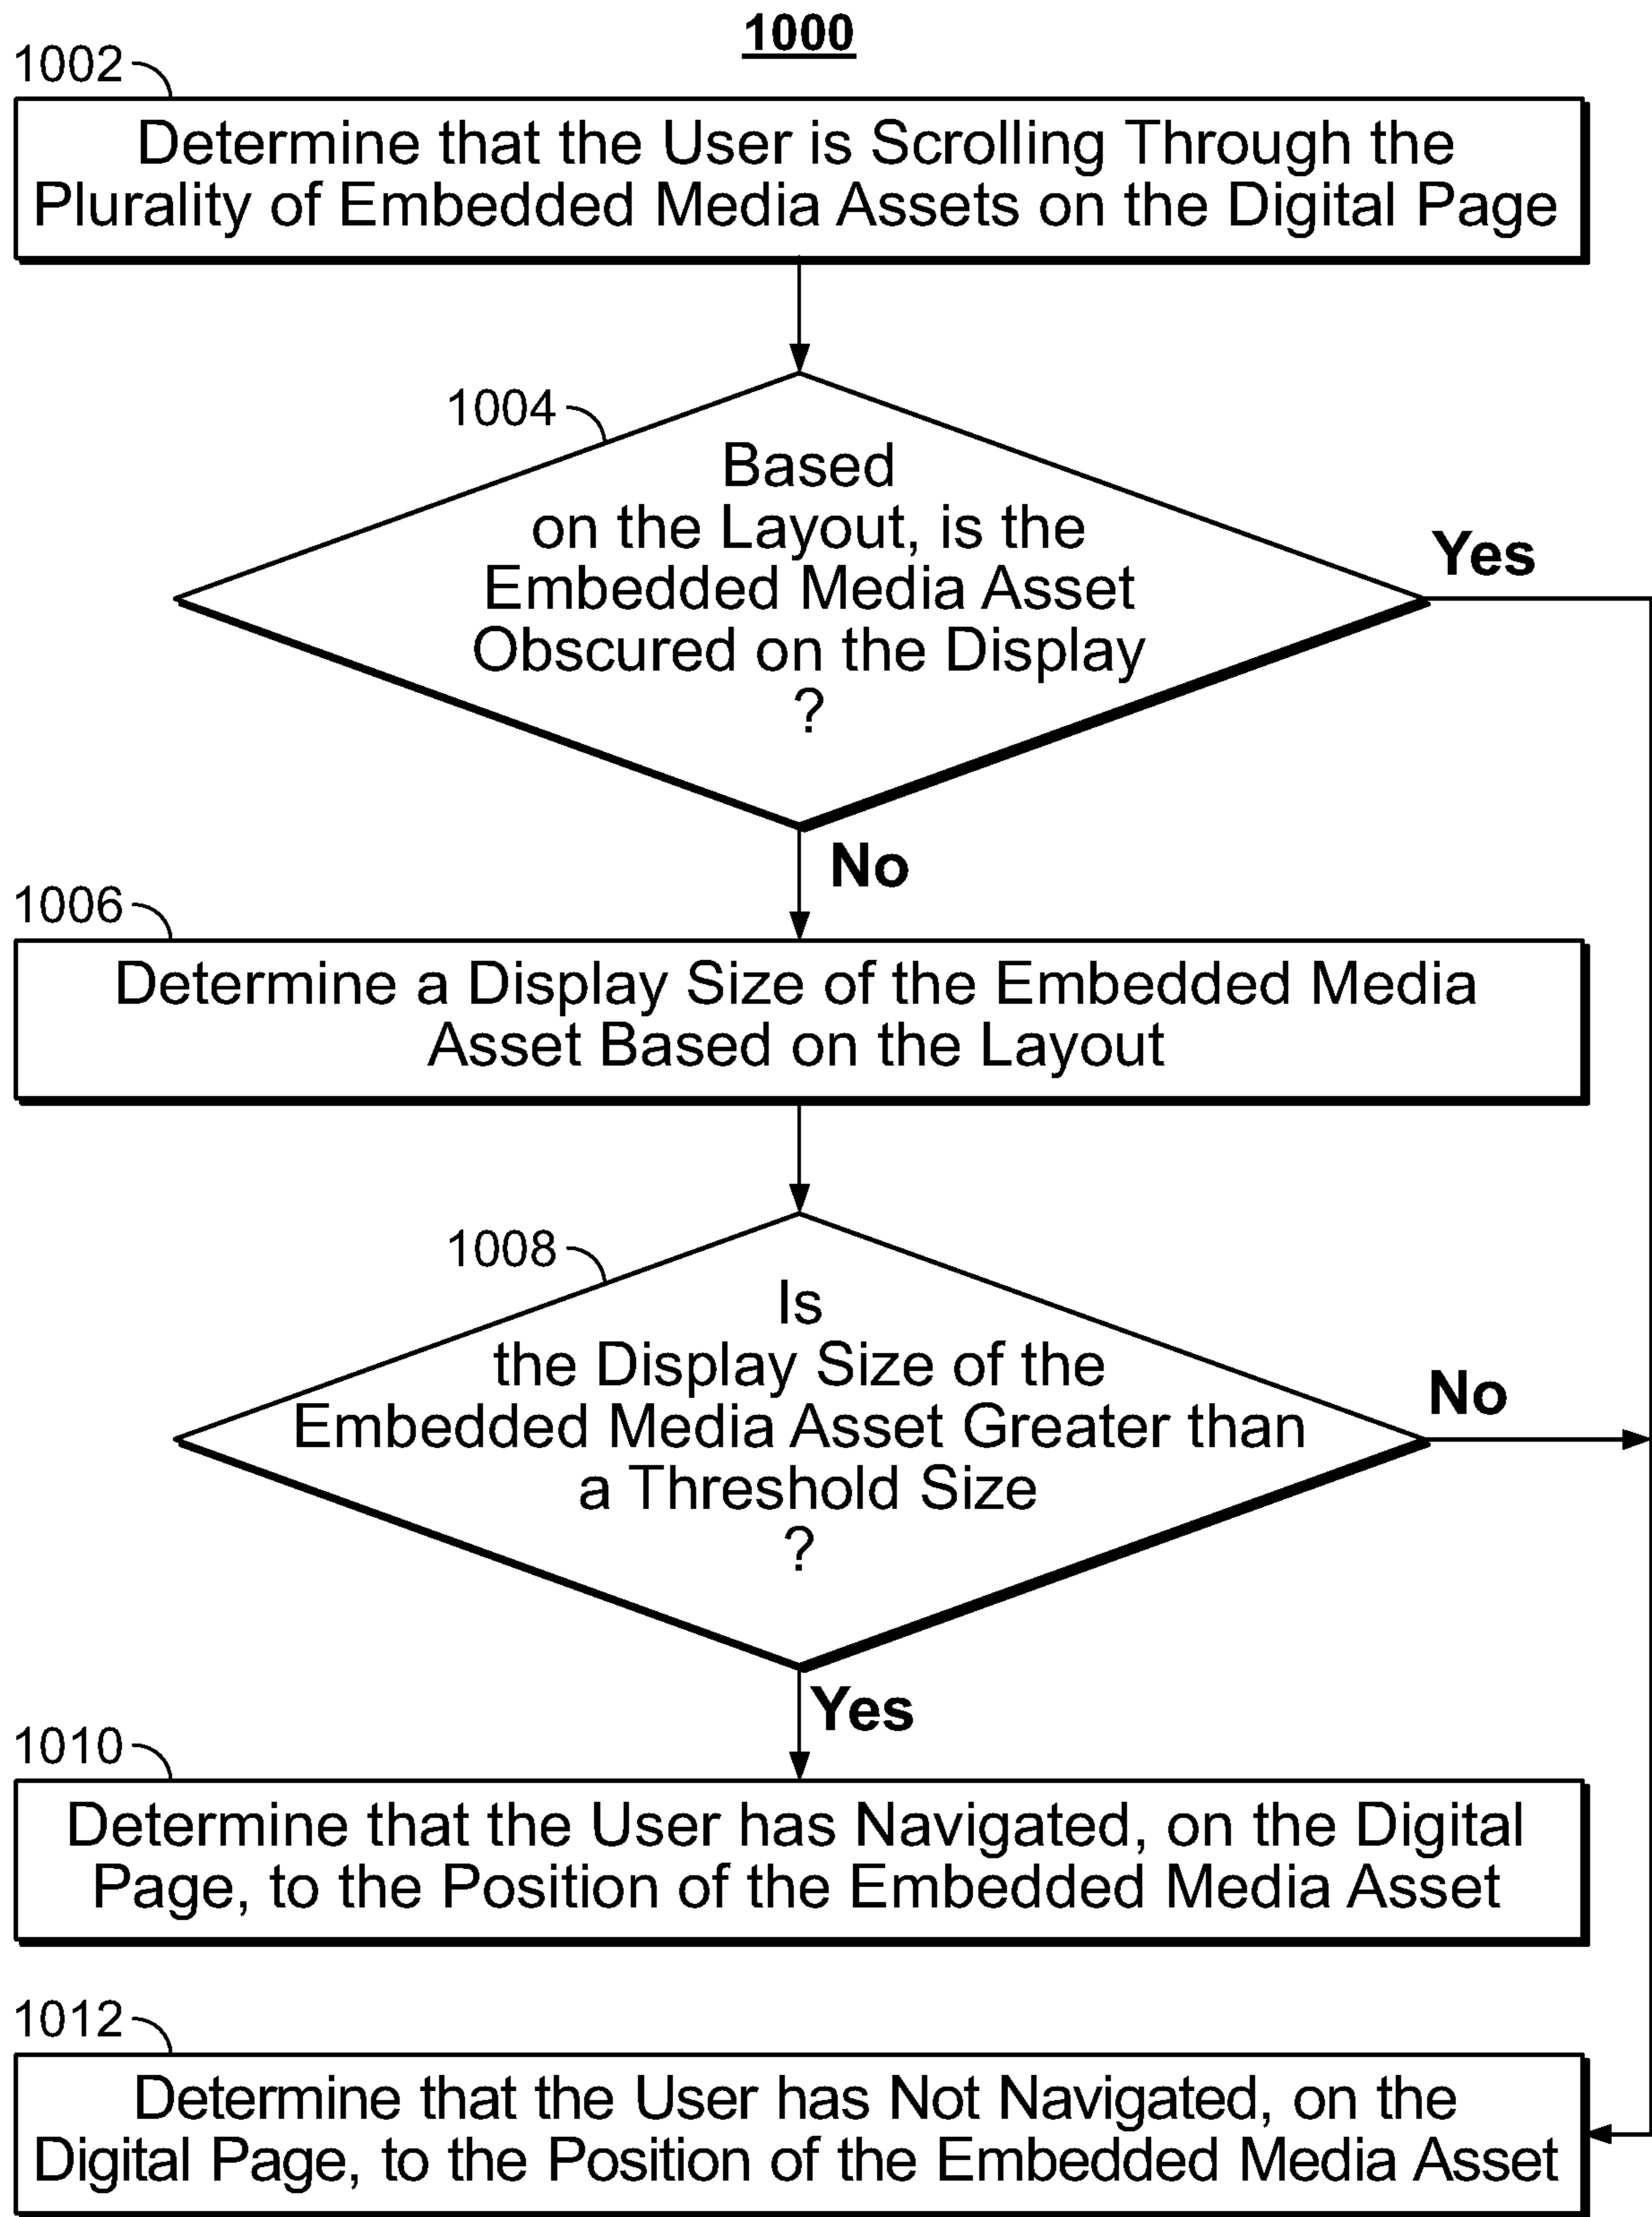 1000
1002
Determine that the User is Scrolling Through the
Plurality of Embedded Media Assets on the Digital Page
1004
Based
on the Layout, is the
Embedded Media Asset
Obscured on the Display
?
Yes
No
1006
Determine a Display Size of the Embedded Media
Asset Based on the Layout
1008
Is
the Display Size of the
Embedded Media Asset Greater than
a Threshold Size
?
No
Yes
1010
Determine that the User has Navigated, on the Digital
Page, to the Position of the Embedded Media Asset
1012
Determine that the User has Not Navigated, on the
Digital Page, to the Position of the Embedded Media Asset